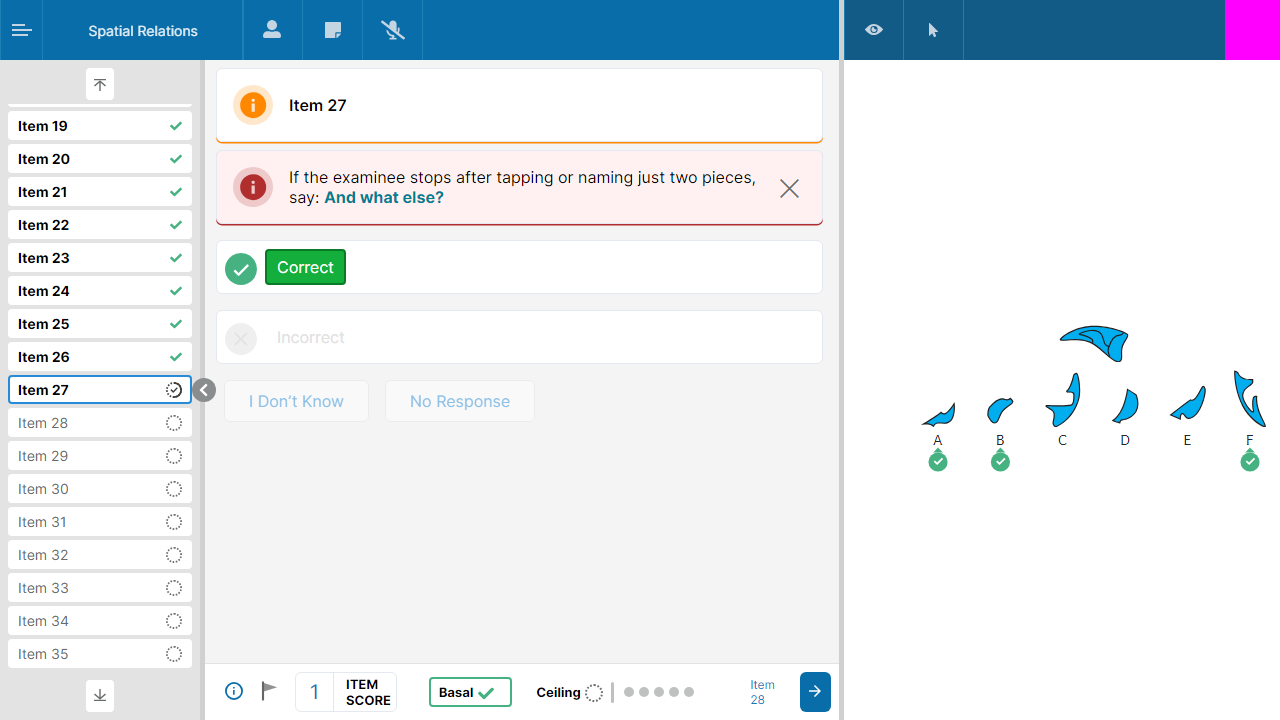 Spatial Relations
Item 19
Item 20
Item 21
Item 22
Item 23
Item 24
Item 25
Item 26
Item 27
Item 28
Item 29
Item 30
Item 31
Item 32
Item 33
Item 34
Item 35
Item 27
If the examinee stops after tapping or naming just two pieces,
say: And what else?
Correct
Incorrect
I Don’t Know
No Response
1
ITEM
SCORE
Basal
Ceiling
Item
28
A B C D E F